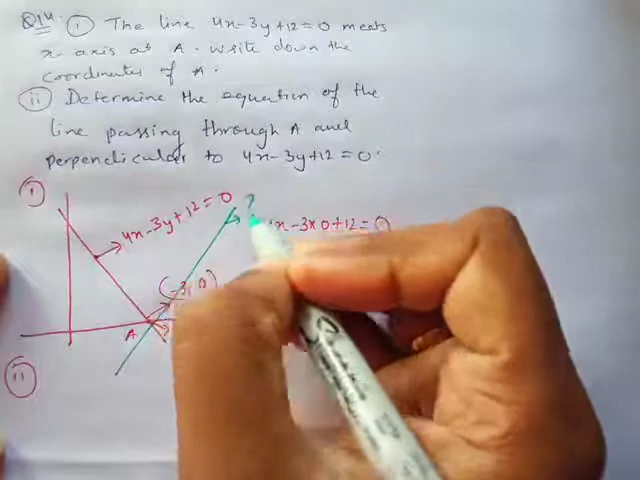 Q14. (i) The line 4x-3y+12=0 meets
x-axis at A. write down the
coordinates of A.
(ii) Determine the equation of the
line passing through A and
perpendicular to 4x-3y+12=0.
(i)
4x-3y+12=0
?
4x-3×0+12=0
(-3,0)
A
(ii)